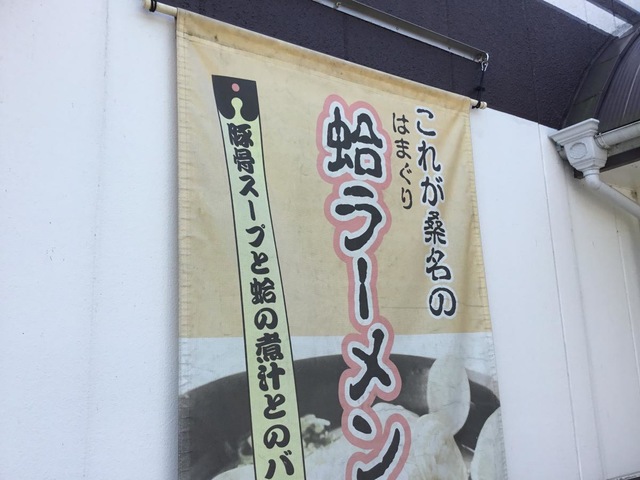 これが桑名の
はまぐり
蛤ラーメン
豚骨スープと蛤の煮汁とのバ